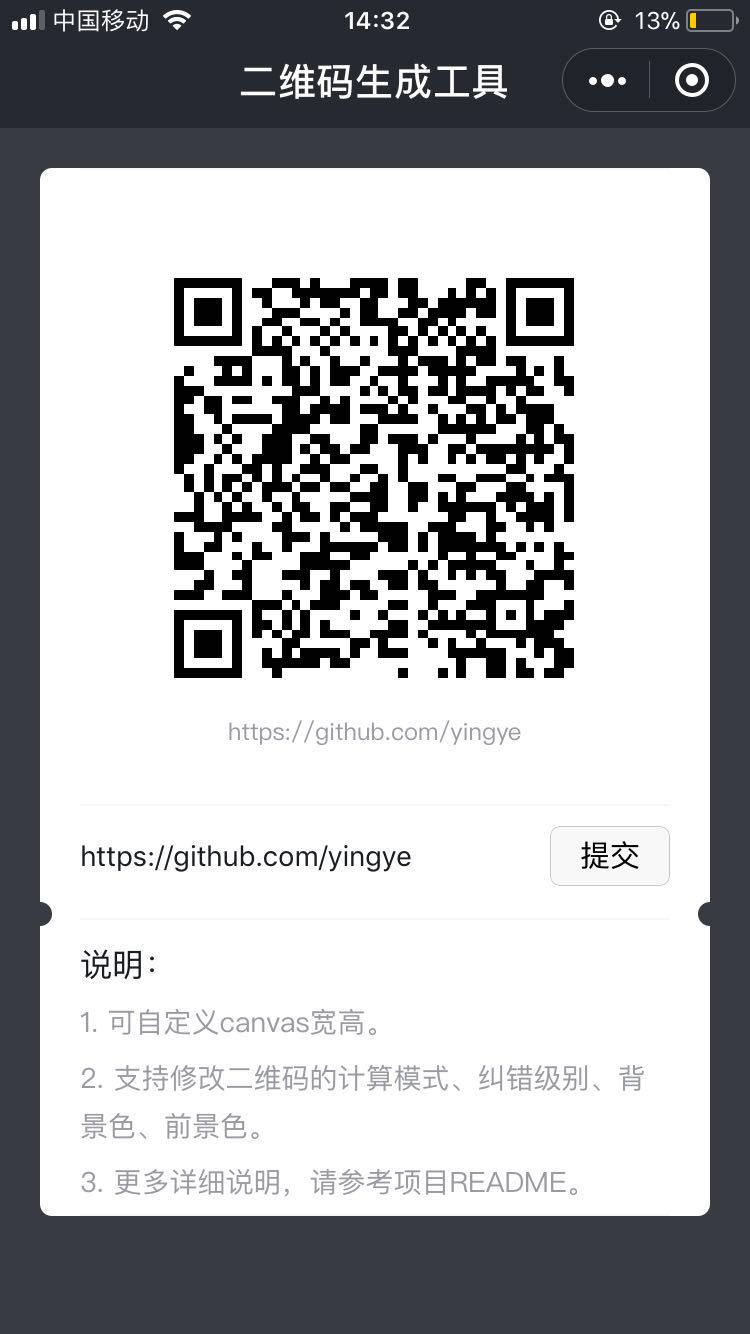 中国移动 14:32 13%
二维码生成工具
https://github.com/yingye
https://github.com/yingye 提交
说明：
1. 可自定义canvas宽高。
2. 支持修改二维码的计算模式、纠错级别、背
景色、前景色。
3. 更多详细说明，请参考项目README。